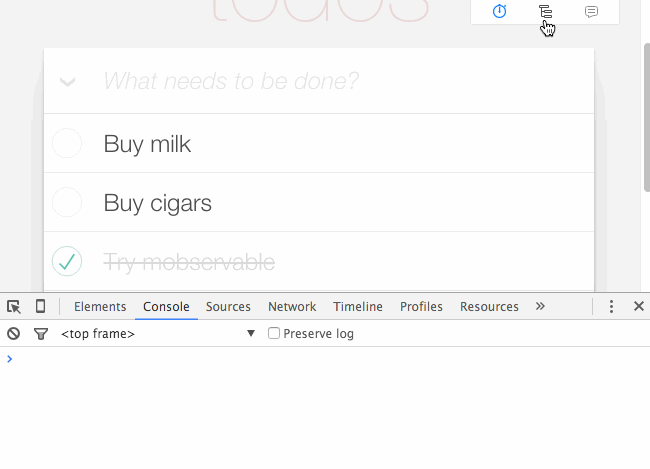 todos
What needs to be done?
Buy milk
Buy cigars
Try mobservable
Elements Console Sources Network Timeline Profiles Resources »
<top frame> Preserve log